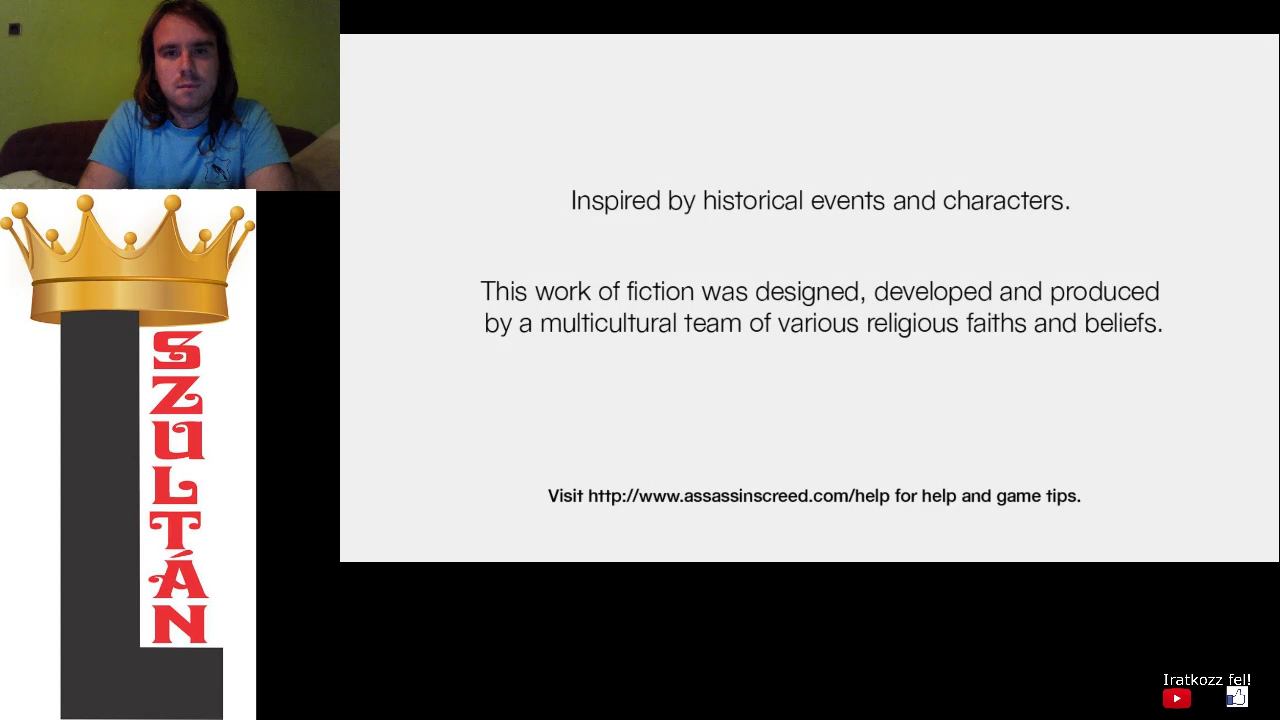 Inspired by historical events and characters.
This work of fiction was designed, developed and produced
by a multicultural team of various religious faiths and beliefs.
Visit http://www.assassinscreed.com/help for help and game tips.
L
SZULTÁN
Iratkozz fel!